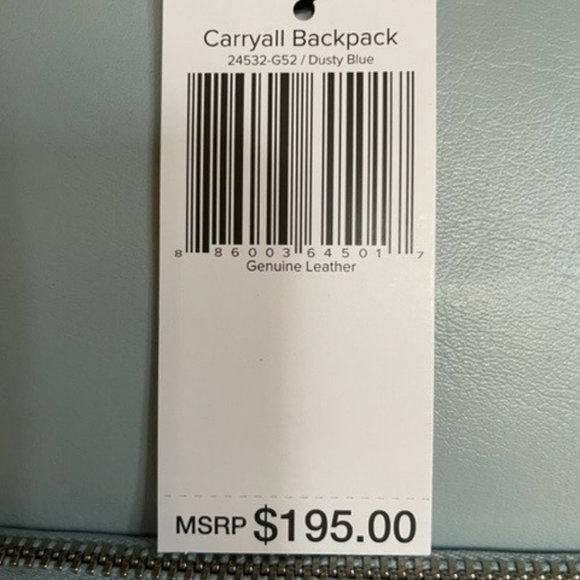 Carryall Backpack
24532-G52 / Dusty Blue
8 86003 64501 7
Genuine Leather
MSRP $195.00